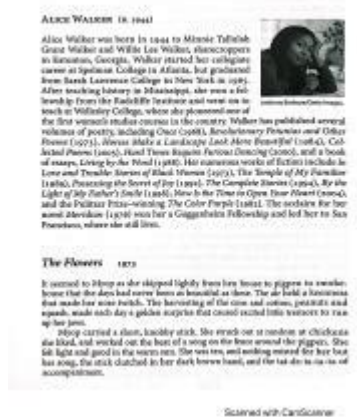 ALICE WALKER (B. 1944)
Alice Walker was born in 1944 to Minnie Tallulah
Grant Walker and Willie Lee Walker, sharecroppers
in Eatonton, Georgia. Walker started her collegiate
career at Spelman College in Atlanta, but graduated
from Sarah Lawrence College in New York in 1965.
After teaching history in Mississippi, she won a fel-
lowship from the Radcliffe Institute and went on to
teach at Wellesley College, where she pioneered one of
the first women's studies courses in the country. Walker has published several
volumes of poetry, including Once (1968), Revolutionary Petunias and Other
Poems (1973), Horses Make a Landscape Look More Beautiful (1984), Col-
lected Poems (2005), Hard Times Require Furious Dancing (2010), and a book
of essays, Living by the Word (1988). Her numerous works of fiction include In
Love and Trouble: Stories of Black Women (1973), The Temple of My Familiar
(1989), Possessing the Secret of Joy (1992), The Complete Stories (1994), By the
Light of My Father's Smile (1998), Now Is the Time to Open Your Heart (2004),
and the Pulitzer Prize–winning The Color Purple (1982). The acclaim for her
novel Meridian (1976) won her a Guggenheim Fellowship and led her to San
Francisco, where she still lives.
The Flowers 1973
It seemed to Myop as she skipped lightly from hen house to pigpen to smoke-
house that the days had never been as beautiful as these. The air held a keenness
that made her nose twitch. The harvesting of the corn and cotton, peanuts and
squash, made each day a golden surprise that caused excited little tremors to run
up her jaws.
Myop carried a short, knobby stick. She struck out at random at chickens
she liked, and worked out the beat of a song on the fence around the pigpen. She
felt light and good in the warm sun. She was ten, and nothing existed for her but
her song, the stick clutched in her dark brown hand, and the tat-de-ta-ta-ta of
accompaniment.
Scanned with CamScanner